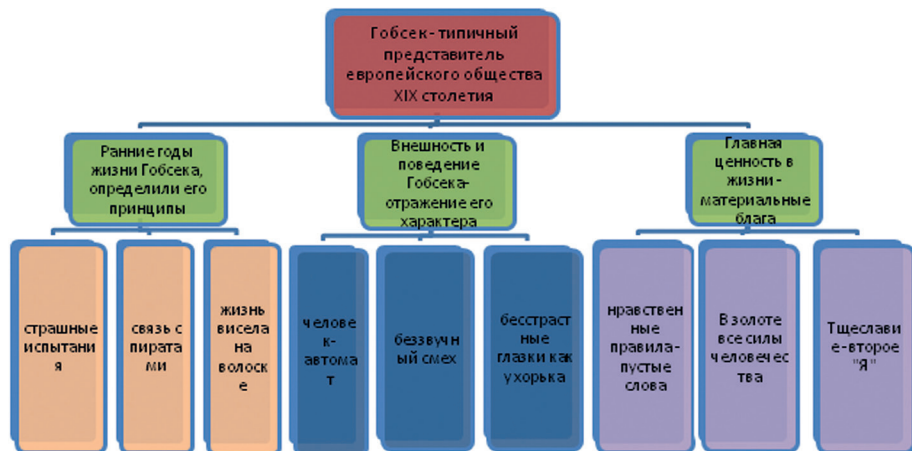 Гобсек- типичный
представитель
европейского общества
XIX столетия
Ранние годы
жизни Гобсека,
определили его
принципы
Внешность и
поведение
Гобсека-
отражение его
характера
Главная
ценность в
жизни-
материальные
блага
страшные
испытани
я
связь с
пирата
ми
жизнь
висела на
волоск
е
челове
к-
автома
т
беззвуч
ный смех
бесстраст
ные
глазки как
у хорька
нравствен
ные
правила-
пустые
слова
В золоте
все силы
человечес
тва
Тщеслави
е-второе
"Я"